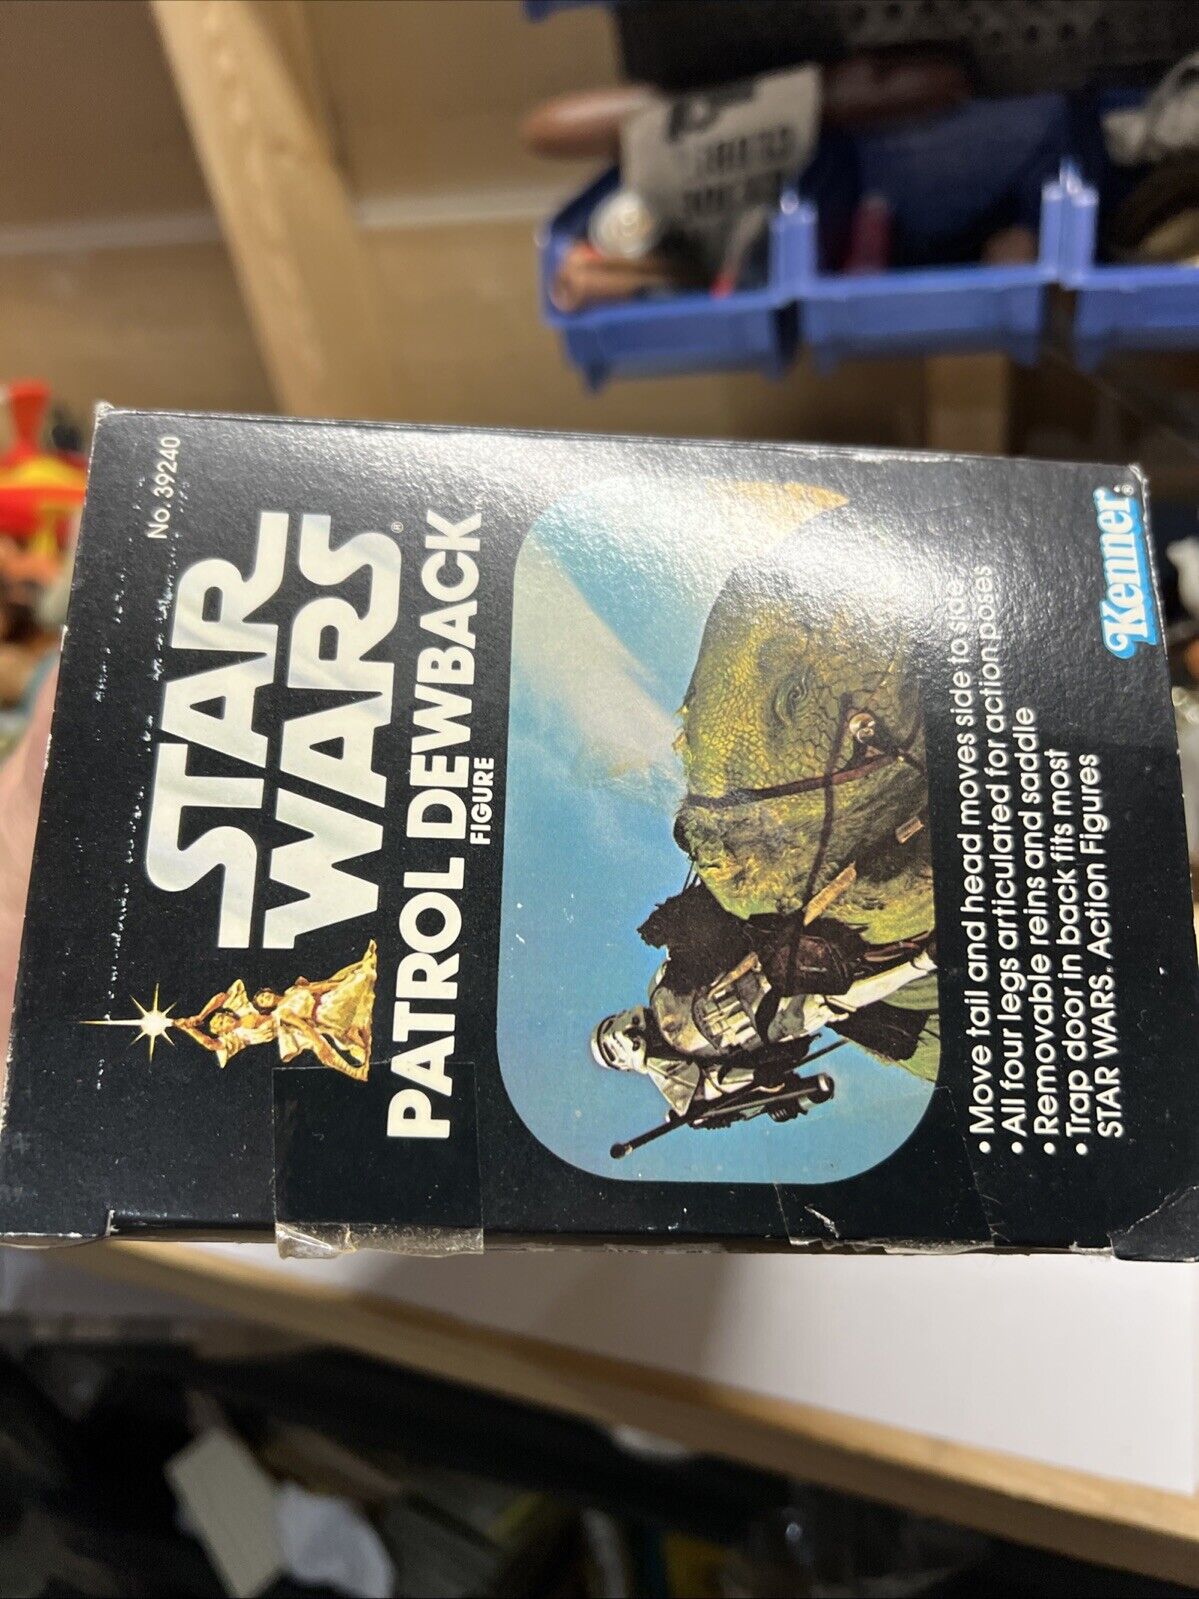 No. 39240
STAR
WARS®
PATROL DEWBACK™
FIGURE
• Move tail and head moves side to side
• All four legs articulated for action poses
• Removable reins and saddle
• Trap door in back fits most
STAR WARS. Action Figures
Kenner®